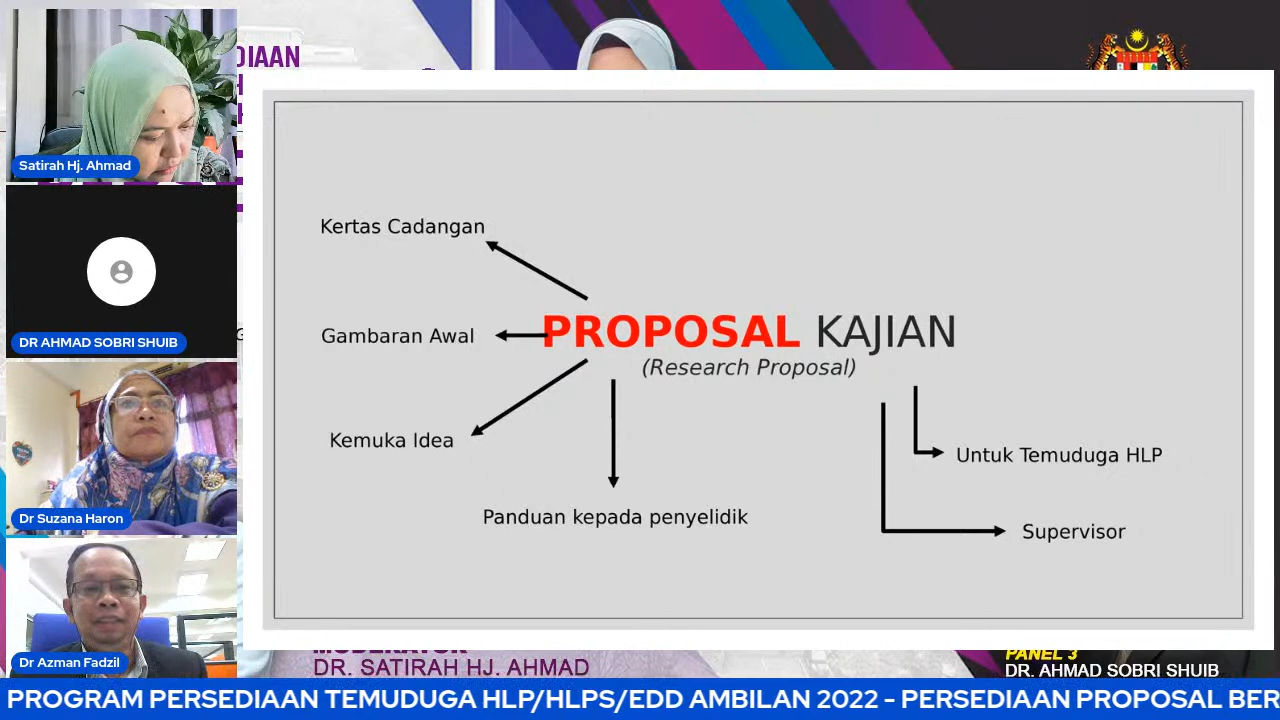 DIAAN
Satirah Hj. Ahmad
DR AHMAD SOBRI SHUIB
Dr Suzana Haron
Dr Azman Fadzil
Kertas Cadangan
Gambaran Awal
PROPOSAL KAJIAN
(Research Proposal)
Kemuka Idea
Untuk Temuduga HLP
Panduan kepada penyelidik
Supervisor
MODERATOR
DR. SATIRAH HJ. AHMAD
PANEL 3
DR. AHMAD SOBRI SHUIB
PROGRAM PERSEDIAAN TEMUDUGA HLP/HLPS/EDD AMBILAN 2022 - PERSEDIAAN PROPOSAL BER